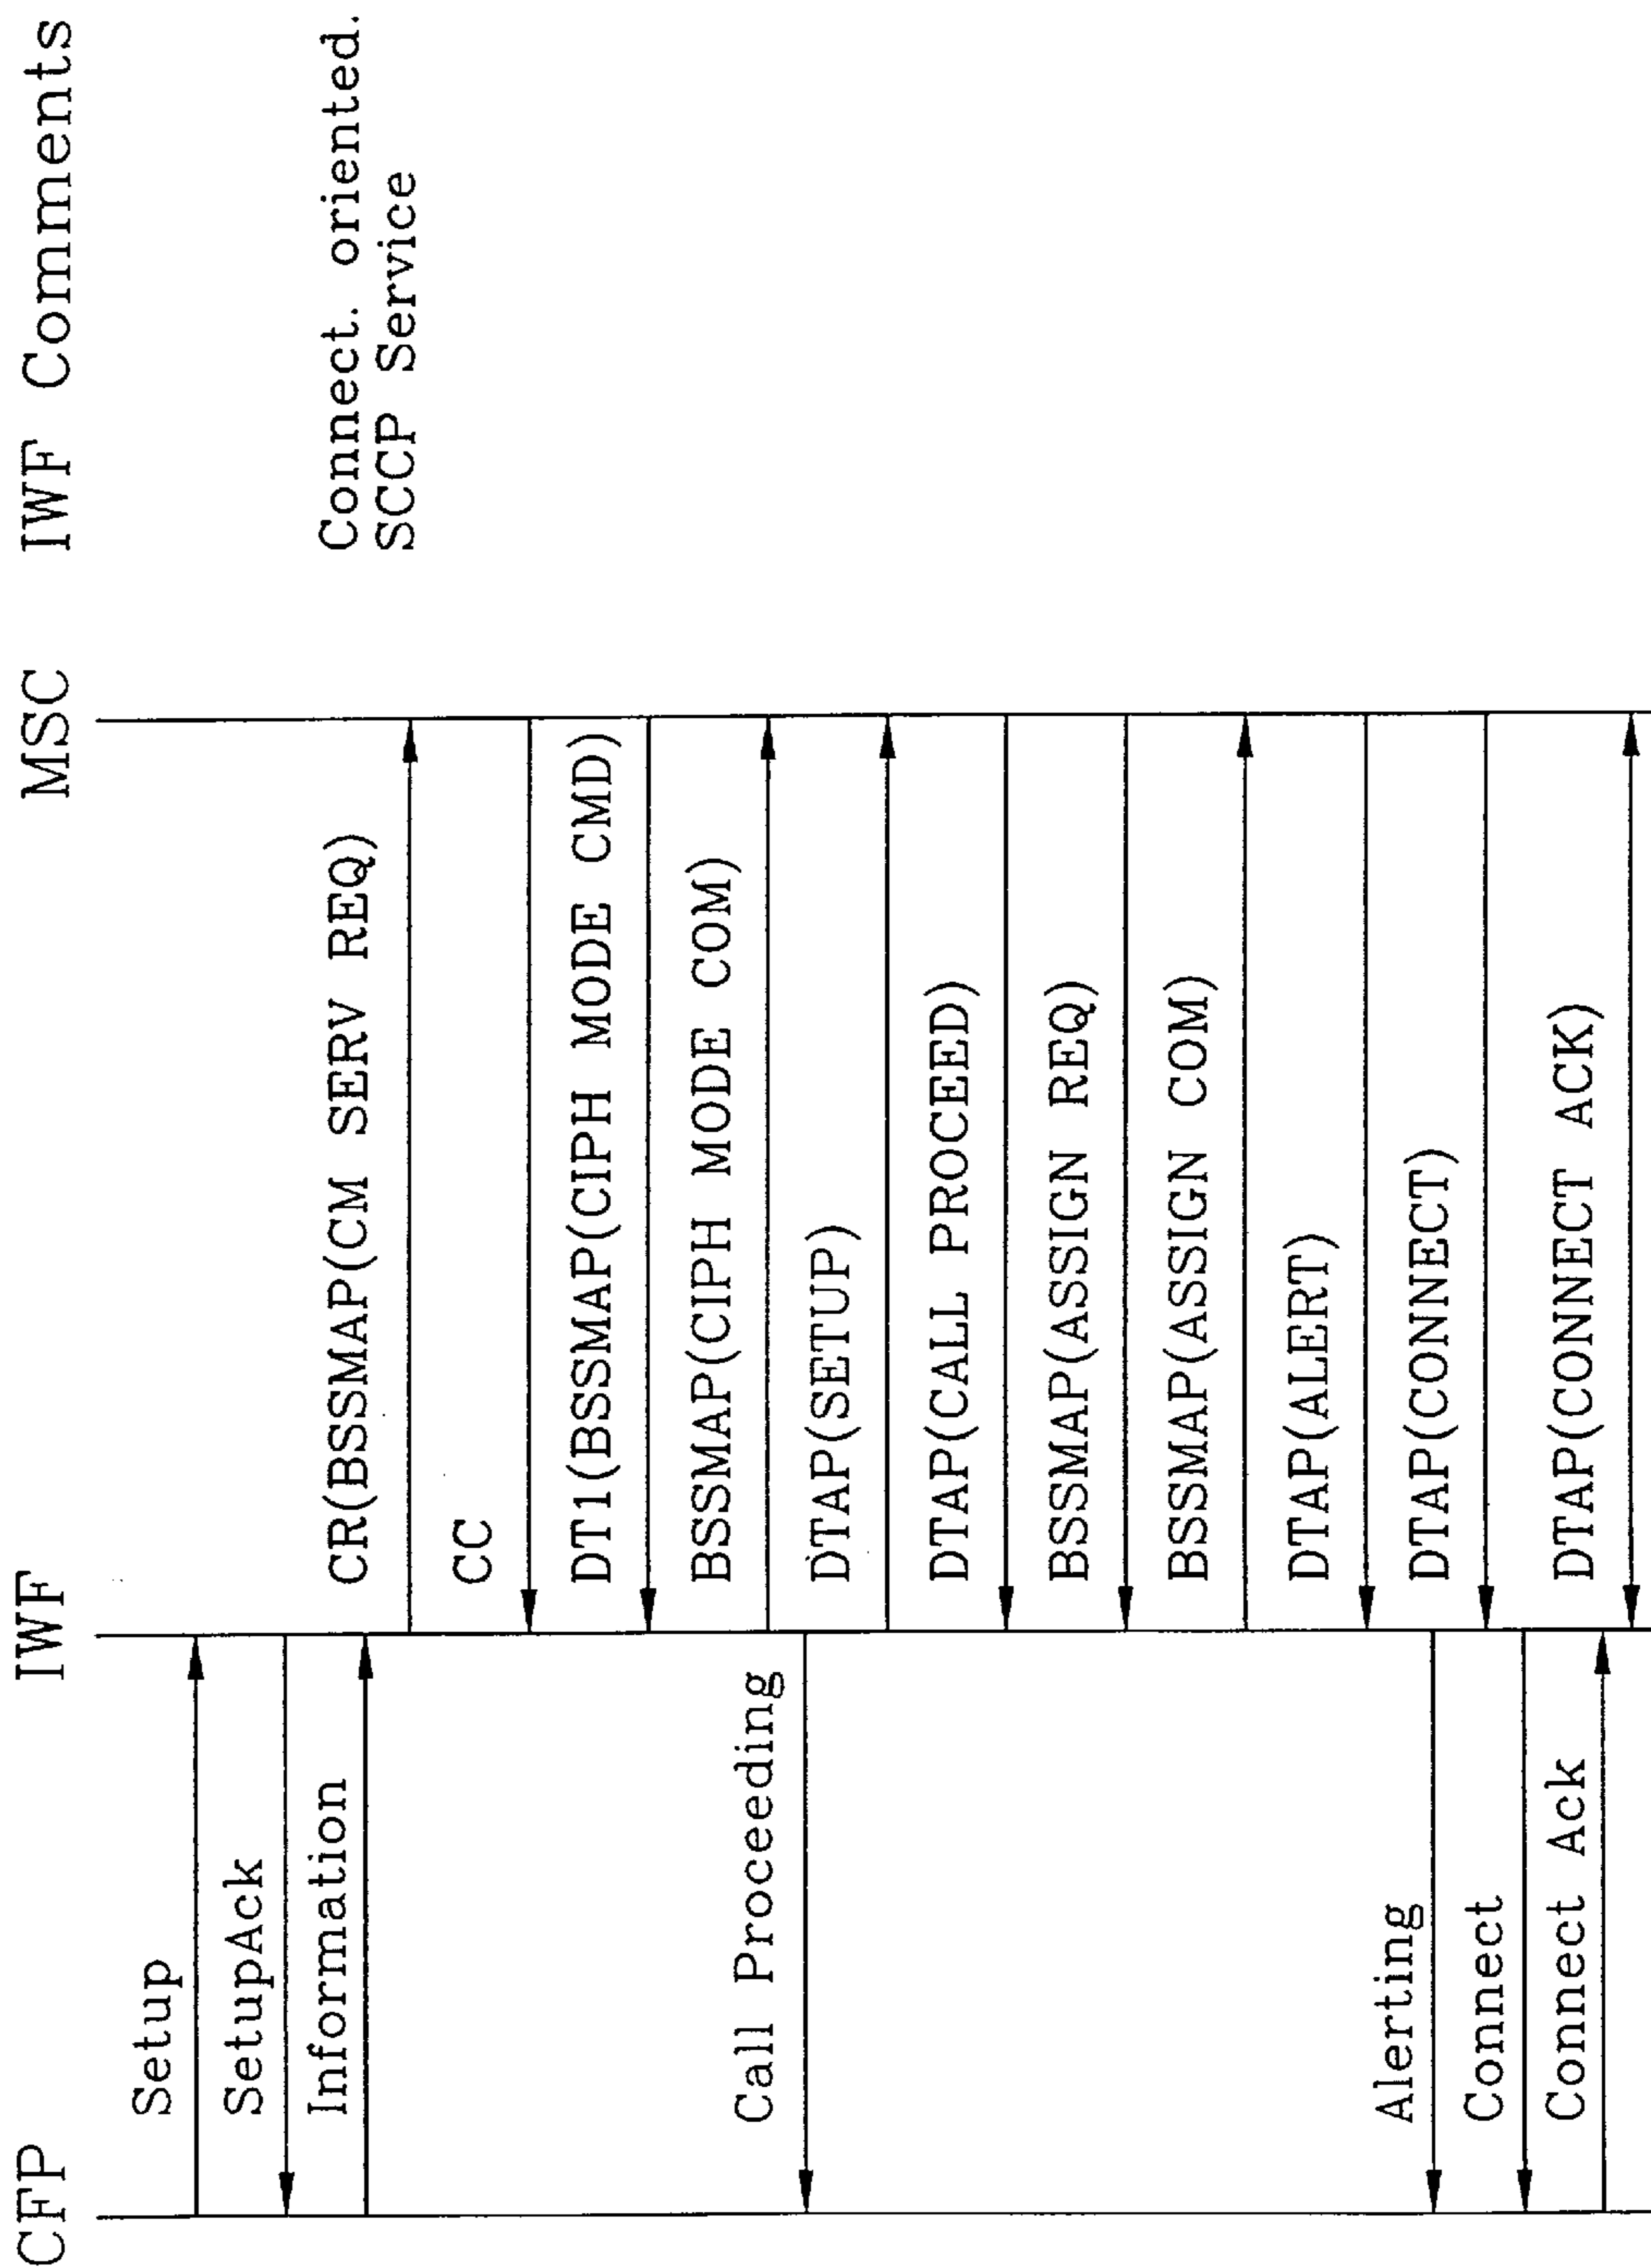 CFP
IWF
MSC
IWF Comments
Setup
SetupAck
Information
CR(BSSMAP(CM SERV REQ)
Connect. oriented.
SCCP Service
CC
DT1(BSSMAP(CIPH MODE CMD)
BSSMAP(CIPH MODE COM)
Call Proceeding
DTAP(SETUP)
DTAP(CALL PROCEED)
BSSMAP(ASSIGN REQ)
BSSMAP(ASSIGN COM)
DTAP(ALERT)
Alerting
DTAP(CONNECT)
Connect
Connect Ack
DTAP(CONNECT ACK)